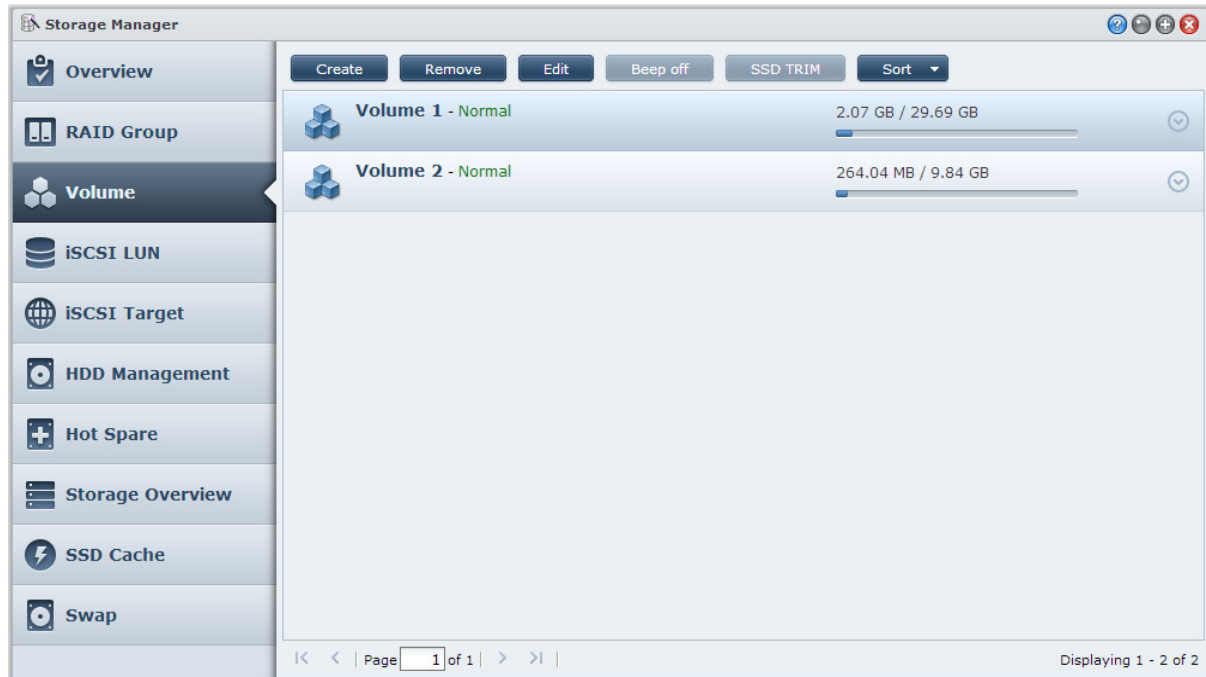 Storage Manager
Overview
RAID Group
Volume
iSCSI LUN
iSCSI Target
HDD Management
Hot Spare
Storage Overview
SSD Cache
Swap
Create Remove Edit Beep off SSD TRIM Sort
Volume 1 - Normal 2.07 GB / 29.69 GB
Volume 2 - Normal 264.04 MB / 9.84 GB
Page 1 of 1 Displaying 1 - 2 of 2